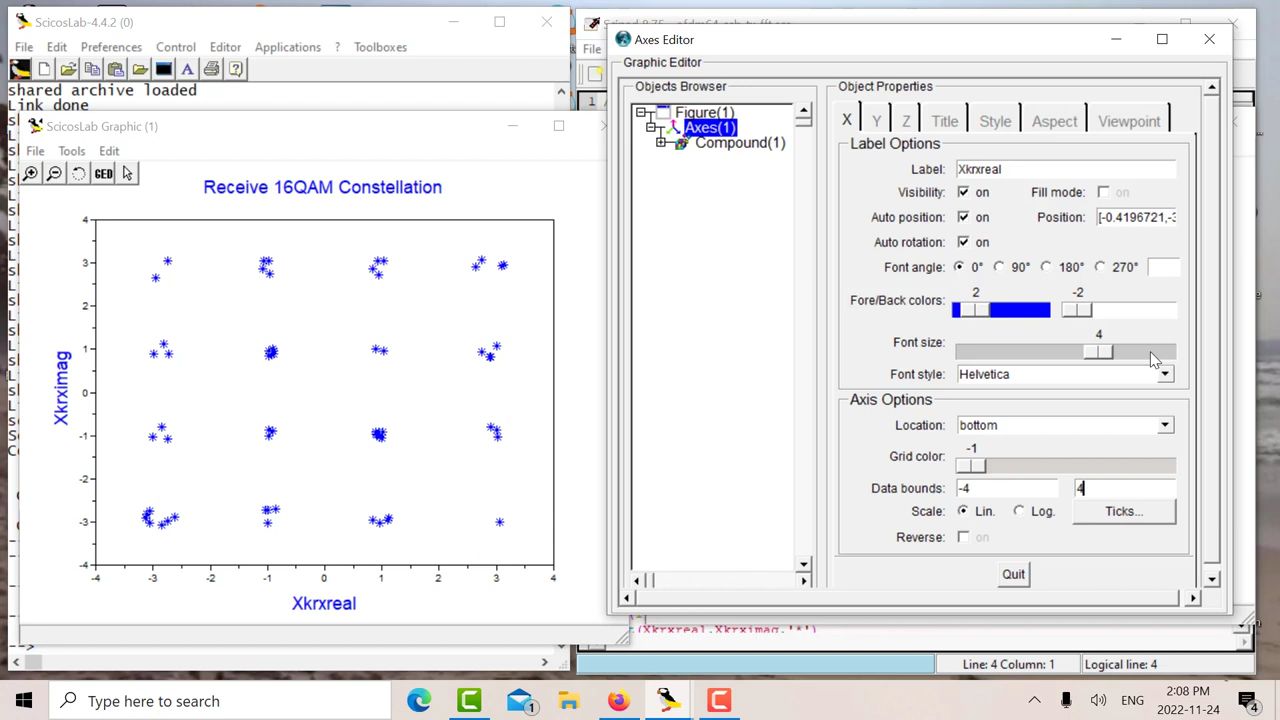 ScicosLab-4.4.2 (0)
File Edit Preferences Control Editor Applications ? Toolboxes
shared archive loaded
Link done
ScicosLab Graphic (1)
File Tools Edit
GED
Receive 16QAM Constellation
Xkrximag
4
3
2
1
0
-1
-2
-3
-4
-4 -3 -2 -1 0 1 2 3 4
Xkrxreal
-->
File
1
Axes Editor
Graphic Editor
Objects Browser
Figure(1)
Axes(1)
Compound(1)
Object Properties
X Y Z Title Style Aspect Viewpoint
Label Options
Label: Xkrxreal
Visibility: on Fill mode: on
Auto position: on Position: [-0.4196721,-3
Auto rotation: on
Font angle: 0° 90° 180° 270°
2 -2
Fore/Back colors:
4
Font size:
Font style: Helvetica
Axis Options
Location: bottom
-1
Grid color:
Data bounds: -4 4
Scale: Lin. Log. Ticks...
Reverse: on
Quit
(Xkrxreal,Xkrximag,'*')
Line: 4 Column: 1 Logical line: 4
Type here to search
1
ENG
2:08 PM
2022-11-24
4